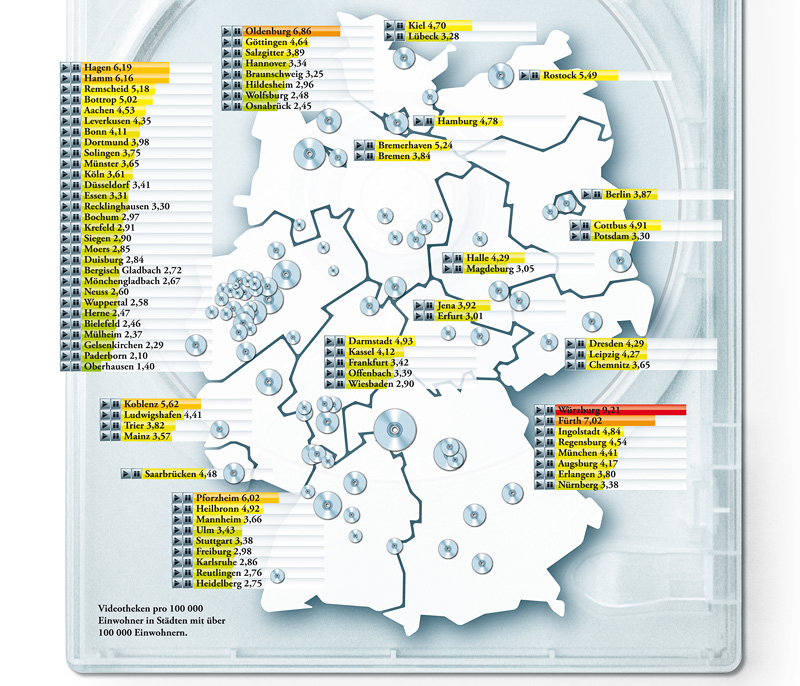 Kiel 4,70
Lübeck 3,28
Oldenburg 6,86
Göttingen 4,64
Salzgitter 3,89
Hannover 3,34
Braunschweig 3,25
Hildesheim 2,96
Wolfsburg 2,48
Osnabrück 2,45
Rostock 5,49
Hagen 6,19
Hamm 6,16
Remscheid 5,18
Bottrop 5,02
Aachen 4,53
Leverkusen 4,35
Bonn 4,11
Dortmund 3,98
Solingen 3,75
Münster 3,65
Köln 3,61
Düsseldorf 3,41
Essen 3,31
Recklinghausen 3,30
Bochum 2,97
Krefeld 2,91
Siegen 2,90
Moers 2,85
Duisburg 2,84
Bergisch Gladbach 2,72
Mönchengladbach 2,67
Neuss 2,60
Wuppertal 2,58
Herne 2,47
Bielefeld 2,46
Mülheim 2,37
Gelsenkirchen 2,29
Paderborn 2,10
Oberhausen 1,40
Hamburg 4,78
Bremerhaven 5,24
Bremen 3,84
Berlin 3,87
Cottbus 4,91
Potsdam 3,30
Halle 4,29
Magdeburg 3,05
Jena 3,92
Erfurt 3,01
Darmstadt 4,93
Kassel 4,12
Frankfurt 3,42
Offenbach 3,39
Wiesbaden 2,90
Dresden 4,29
Leipzig 4,27
Chemnitz 3,65
Koblenz 5,62
Ludwigshafen 4,41
Trier 3,82
Mainz 3,57
Würzburg 9,21
Fürth 7,02
Ingolstadt 4,84
Regensburg 4,54
München 4,41
Augsburg 4,17
Erlangen 3,80
Nürnberg 3,38
Saarbrücken 4,48
Pforzheim 6,02
Heilbronn 4,92
Mannheim 3,66
Ulm 3,43
Stuttgart 3,38
Freiburg 2,98
Karlsruhe 2,86
Reutlingen 2,76
Heidelberg 2,75
Videotheken pro 100 000
Einwohner in Städten mit über
100 000 Einwohnern.